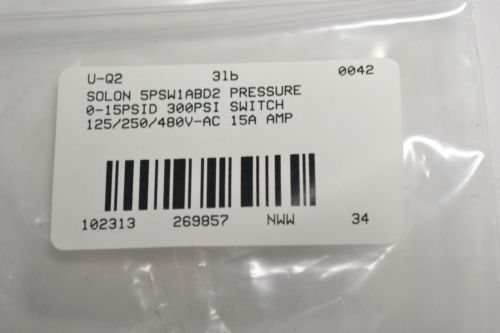 U-Q2 31b 0042
SOLON 5PSW1ABD2 PRESSURE
0-15PSID 300PSI SWITCH
125/250/480V-AC 15A AMP
102313 269857 NWW 34